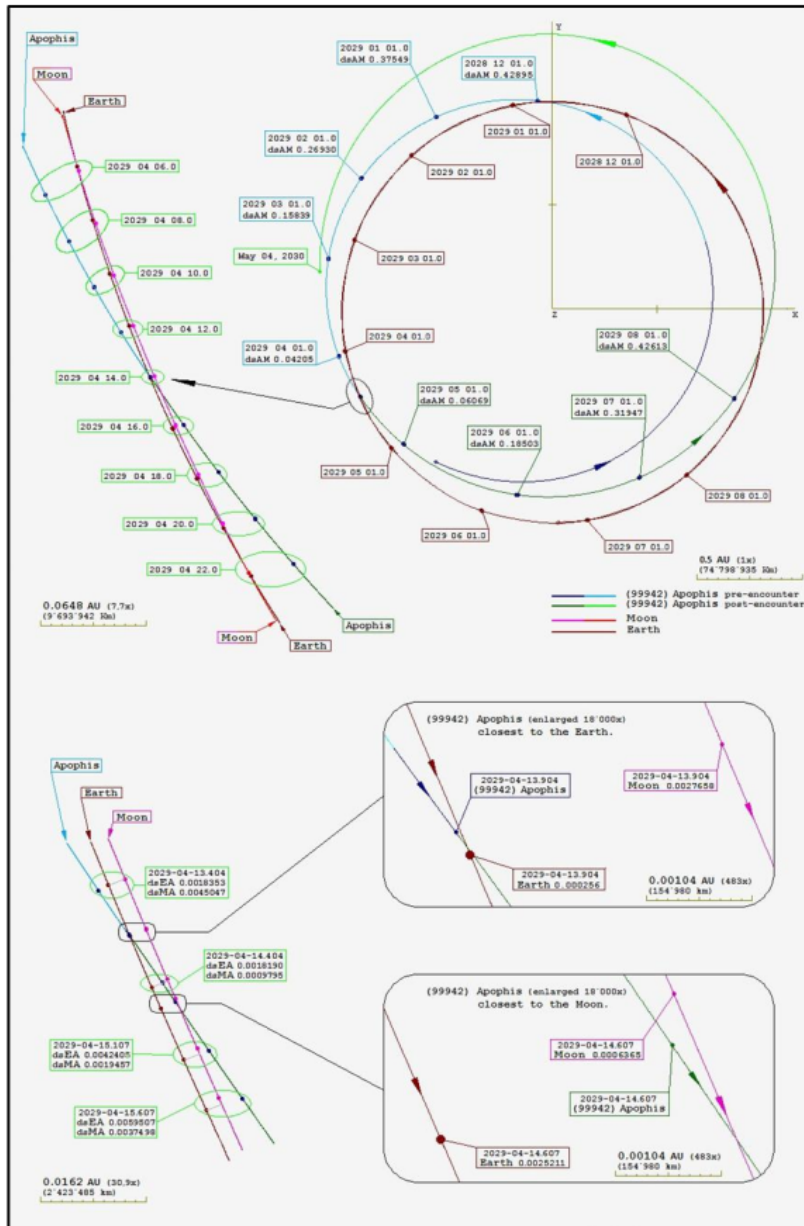 Apophis
Moon
Earth
2029 04 06.0
2029 04 08.0
2029 04 10.0
2029 04 12.0
2029 04 14.0
2029 04 16.0
2029 04 18.0
2029 04 20.0
2029 04 22.0
0.0648 AU (7.7x)
(9'693'942 Km)
Moon
Earth
Apophis
Y
2029 01 01.0
dsAM 0.37549
2028 12 01.0
dsAM 0.42895
2029 01 01.0
2028 12 01.0
2029 02 01.0
dsAM 0.26930
2029 02 01.0
2029 03 01.0
dsAM 0.15839
2029 03 01.0
May 04, 2030
Z
X
2029 04 01.0
dsAM 0.04205
2029 04 01.0
2029 08 01.0
dsAM 0.42613
2029 05 01.0
dsAM 0.06069
2029 07 01.0
dsAM 0.31947
2029 06 01.0
dsAM 0.18503
2029 05 01.0
2029 08 01.0
2029 06 01.0
2029 07 01.0
0.5 AU (1x)
(74'798'935 Km)
(99942) Apophis pre-encounter
(99942) Apophis post-encounter
Moon
Earth
Apophis
Earth
Moon
2029-04-13.404
dsEA 0.0018353
dsMA 0.0045047
2029-04-14.404
dsEA 0.0018190
dsMA 0.0009795
2029-04-15.107
dsEA 0.0042405
dsMA 0.0019457
2029-04-15.607
dsEA 0.0059507
dsMA 0.0037498
0.0162 AU (30.9x)
(2'423'485 km)
(99942) Apophis (enlarged 18'000x)
closest to the Earth.
2029-04-13.904
(99942) Apophis
2029-04-13.904
Moon 0.0027658
2029-04-13.904
Earth 0.000256
0.00104 AU (483x)
(154'980 km)
(99942) Apophis (enlarged 18'000x)
closest to the Moon.
2029-04-14.607
Moon 0.0006365
2029-04-14.607
(99942) Apophis
2029-04-14.607
Earth 0.0025211
0.00104 AU (483x)
(154'980 km)